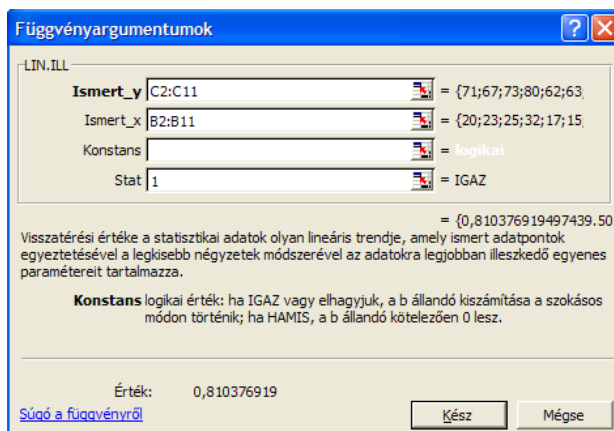 Függvényargumentumok
LIN.ILL
Ismert_y C2:C11 = {71;67;73;80;62;63;
Ismert_x B2:B11 = {20;23;25;32;17;15;
Konstans = logikai
Stat 1 = IGAZ
= {0,810376919497439.50
Visszatérési értéke a statisztikai adatok olyan lineáris trendje, amely ismert adatpontok
egyeztetésével a legkisebb négyzetek módszerével az adatokra legjobban illeszkedő egyenes
paramétereit tartalmazza.
Konstans logikai érték: ha IGAZ vagy elhagyjuk, a b állandó kiszámítása a szokásos
módon történik; ha HAMIS, a b állandó kötelezően 0 lesz.
Érték: 0,810376919
Súgó a függvényről Kész Mégse